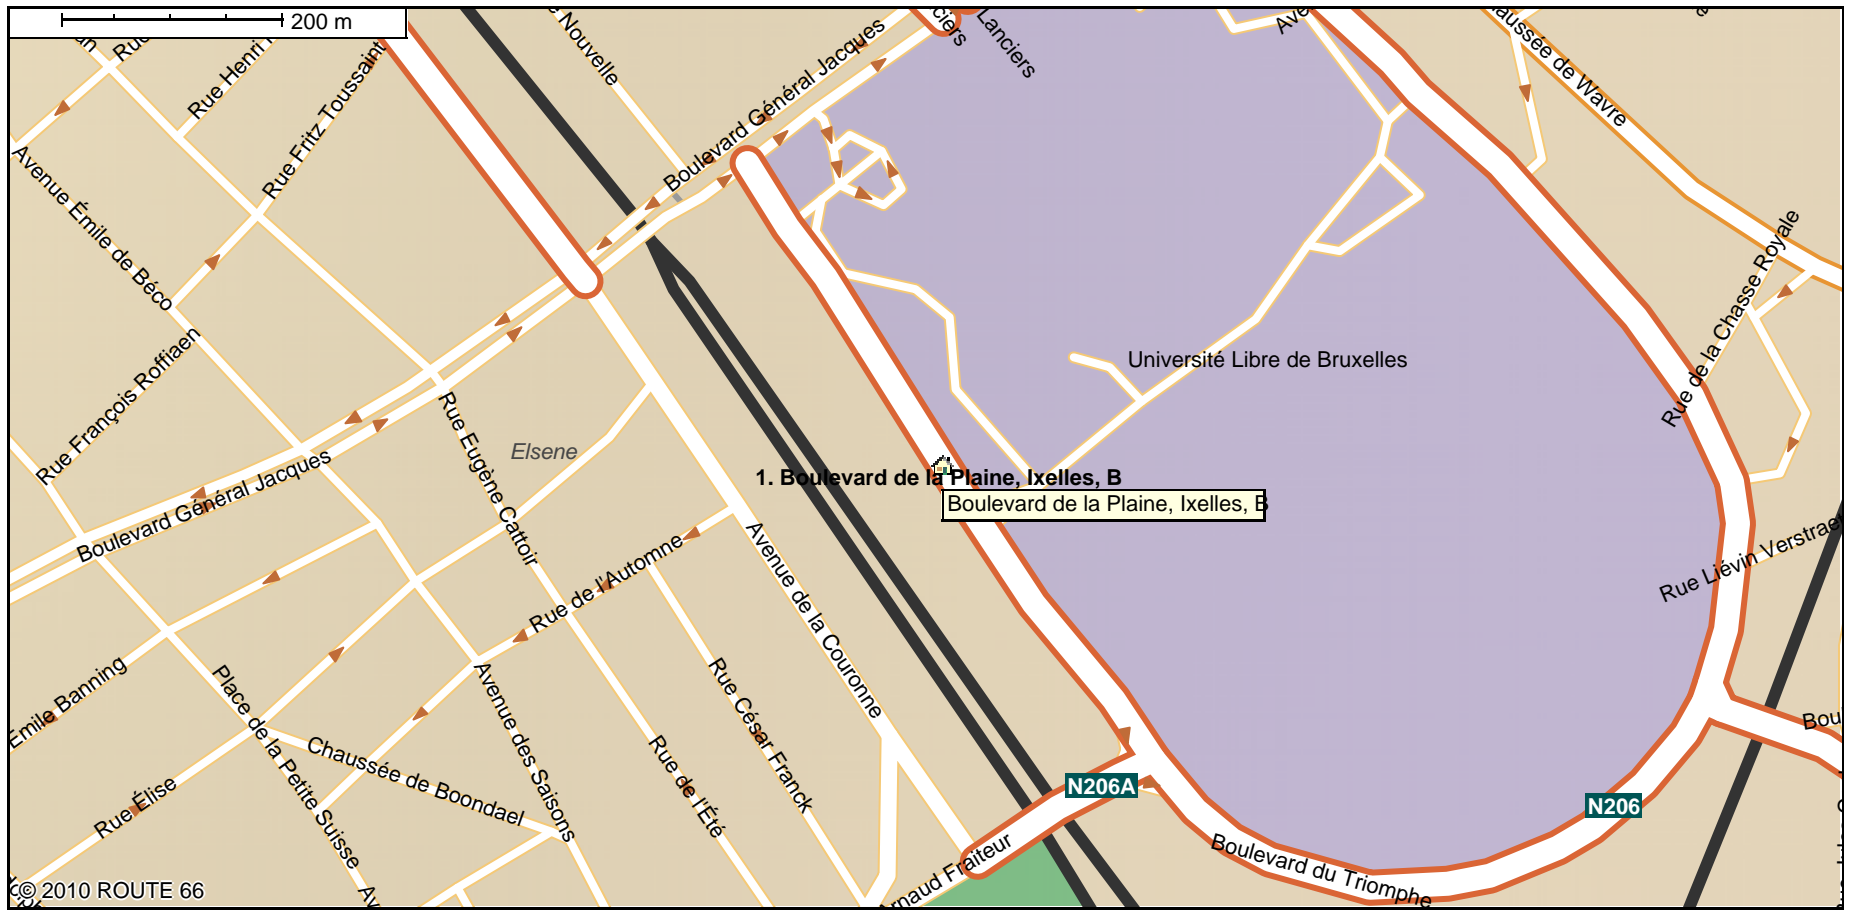 200 m
Rue
Rue Henri
Rue Fritz Toussaint
Nouvelle
Boulevard Général Jacques
Lanciers
Chaussée de Wavre
Avenue Émile de Béco
Rue François Roffiaen
Rue de la Chasse Royale
Université Libre de Bruxelles
Elsene
Rue Eugène Cattoir
1. Boulevard de la Plaine, Ixelles, B
Boulevard de la Plaine, Ixelles, B
Boulevard Général Jacques
Rue de l'Automne
Avenue de la Couronne
Rue Liévin Verstrae
Emile Banning
Place de la Petite Suisse
Avenue des Saisons
Rue César Franck
Rue de l'Été
Chaussée de Boondael
Rue Élise
N206A
N206
Bou
Boulevard du Triomphe
Arnaud Fraiteur
Av
© 2010 ROUTE 66